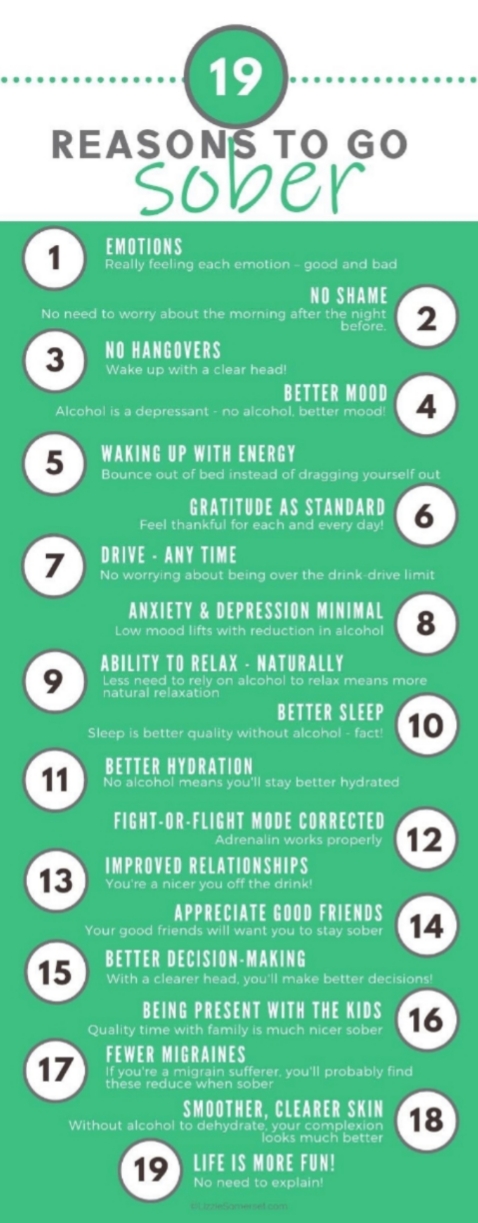 19
REASONS TO GO
sober
1
EMOTIONS
Really feeling each emotion – good and bad
NO SHAME
No need to worry about the morning after the night
before.
2
3
NO HANGOVERS
Wake up with a clear head!
BETTER MOOD
Alcohol is a depressant - no alcohol, better mood!
4
5
WAKING UP WITH ENERGY
Bounce out of bed instead of dragging yourself out
GRATITUDE AS STANDARD
Feel thankful for each and every day!
6
7
DRIVE - ANY TIME
No worrying about being over the drink-drive limit
ANXIETY & DEPRESSION MINIMAL
Low mood lifts with reduction in alcohol
8
9
ABILITY TO RELAX - NATURALLY
Less need to rely on alcohol to relax means more
natural relaxation
BETTER SLEEP
Sleep is better quality without alcohol - fact!
10
11
BETTER HYDRATION
No alcohol means you'll stay better hydrated
FIGHT-OR-FLIGHT MODE CORRECTED
Adrenalin works properly
12
13
IMPROVED RELATIONSHIPS
You're a nicer you off the drink!
APPRECIATE GOOD FRIENDS
Your good friends will want you to stay sober
14
15
BETTER DECISION-MAKING
With a clearer head, you'll make better decisions!
BEING PRESENT WITH THE KIDS
Quality time with family is much nicer sober
16
17
FEWER MIGRAINES
If you're a migrain sufferer, you'll probably find
these reduce when sober
SMOOTHER, CLEARER SKIN
Without alcohol to dehydrate, your complexion
looks much better
18
19
LIFE IS MORE FUN!
No need to explain!